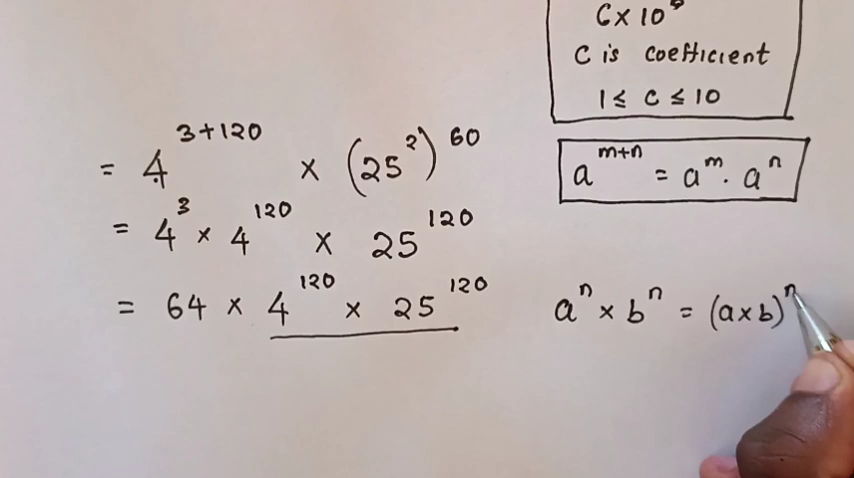 C×10
C is coefficient
1 ≤ C ≤ 10
= 4^{3+120} × (25^2)^{60}
a^{m+n} = a^m · a^n
= 4^3 × 4^{120} × 25^{120}
= 64 × 4^{120} × 25^{120}
a^n × b^n = (a×b)^n